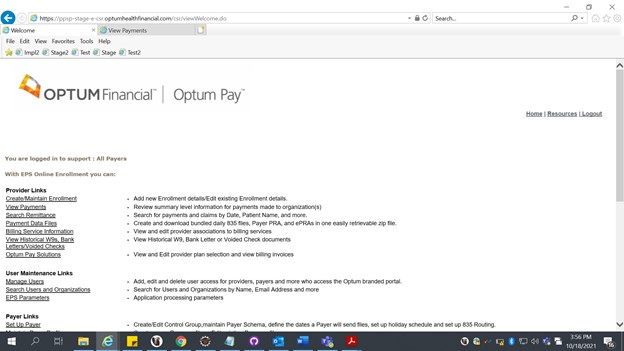 https://ppsp-stage-e-csr.optumhealthfinancial.com/csr/viewWelcome.do
Search...
Welcome
View Payments
File Edit View Favorites Tools Help
Impl2 Stage2 Test Stage Test2
OPTUM Financial™ | Optum Pay™
Home | Resources | Logout
You are logged in to support : All Payers
With EPS Online Enrollment you can:
Provider Links
Create/Maintain Enrollment • Add new Enrollment details/Edit existing Enrollment details.
View Payments • Review summary level information for payments made to organization(s)
Search Remittance • Search for payments and claims by Date, Patient Name, and more.
Payment Data Files • Create and download bundled daily 835 files, Payer PRA, and ePRAs in one easily retrievable zip file.
Billing Service Information • View and edit provider associations to billing services
View Historical W9s, Bank • View Historical W9, Bank Letter or Voided Check documents
Letters/Voided Checks
Optum Pay Solutions • View and Edit provider plan selection and view billing invoices
User Maintenance Links
Manage Users • Add, edit and delete user access for providers, payers and more who access the Optum branded portal.
Search Users and Organizations • Search for Users and Organizations by Name, Email Address and more
EPS Parameters • Application processing parameters
Payer Links
Set Up Payer • Create/Edit Control Group,maintain Payer Schema, define the dates a Payer will send files, set up holiday schedule and set up 835 Routing.
3:56 PM
10/18/2021